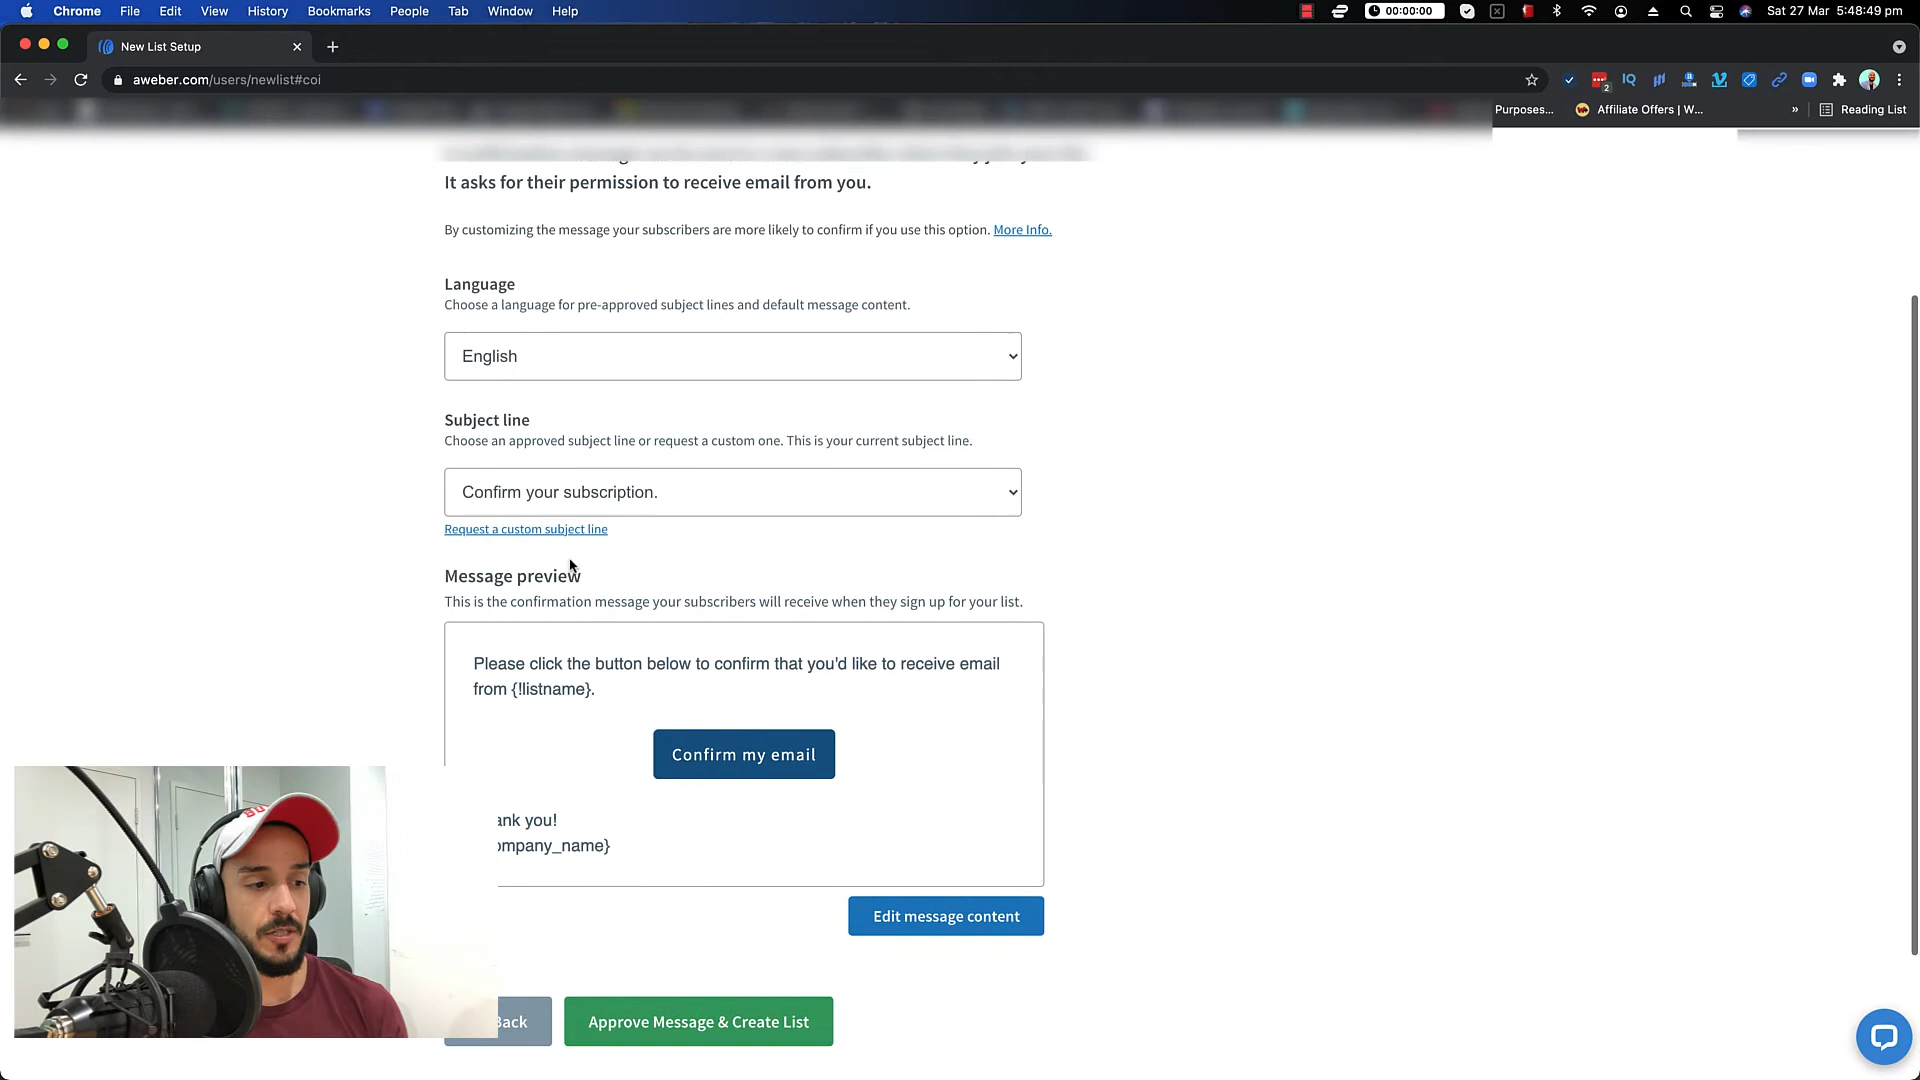 Chrome File Edit View History Bookmarks People Tab Window Help 00:00:00 Sat 27 Mar 5:48:49 pm
New List Setup
aweber.com/users/newlist#coi
2
Purposes... Affiliate Offers | W... » Reading List
It asks for their permission to receive email from you.
By customizing the message your subscribers are more likely to confirm if you use this option. More Info.
Language
Choose a language for pre-approved subject lines and default message content.
English
Subject line
Choose an approved subject line or request a custom one. This is your current subject line.
Confirm your subscription.
Request a custom subject line
Message preview
This is the confirmation message your subscribers will receive when they sign up for your list.
Please click the button below to confirm that you'd like to receive email
from {!listname}.
Confirm my email
ank you!
ompany_name}
Edit message content
Back Approve Message & Create List